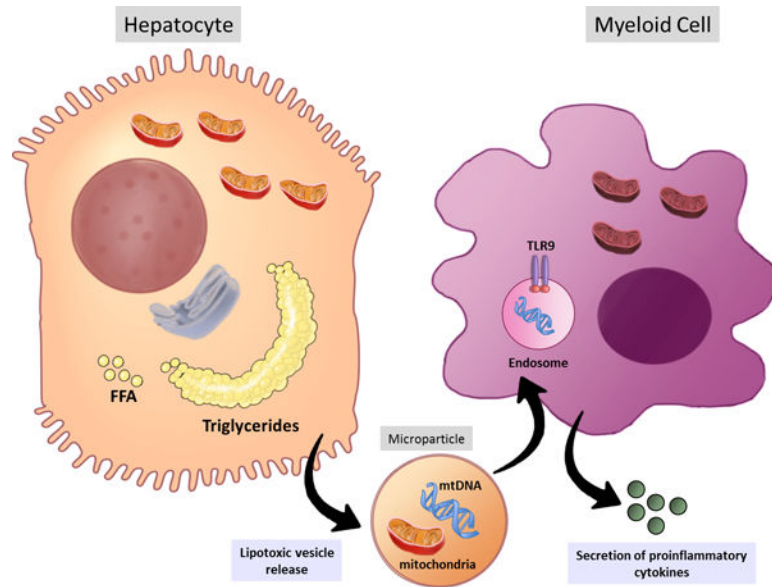 Hepatocyte
Myeloid Cell
TLR9
Endosome
FFA
Triglycerides
Microparticle
mtDNA
mitochondria
Lipotoxic vesicle
release
Secretion of proinflammatory
cytokines